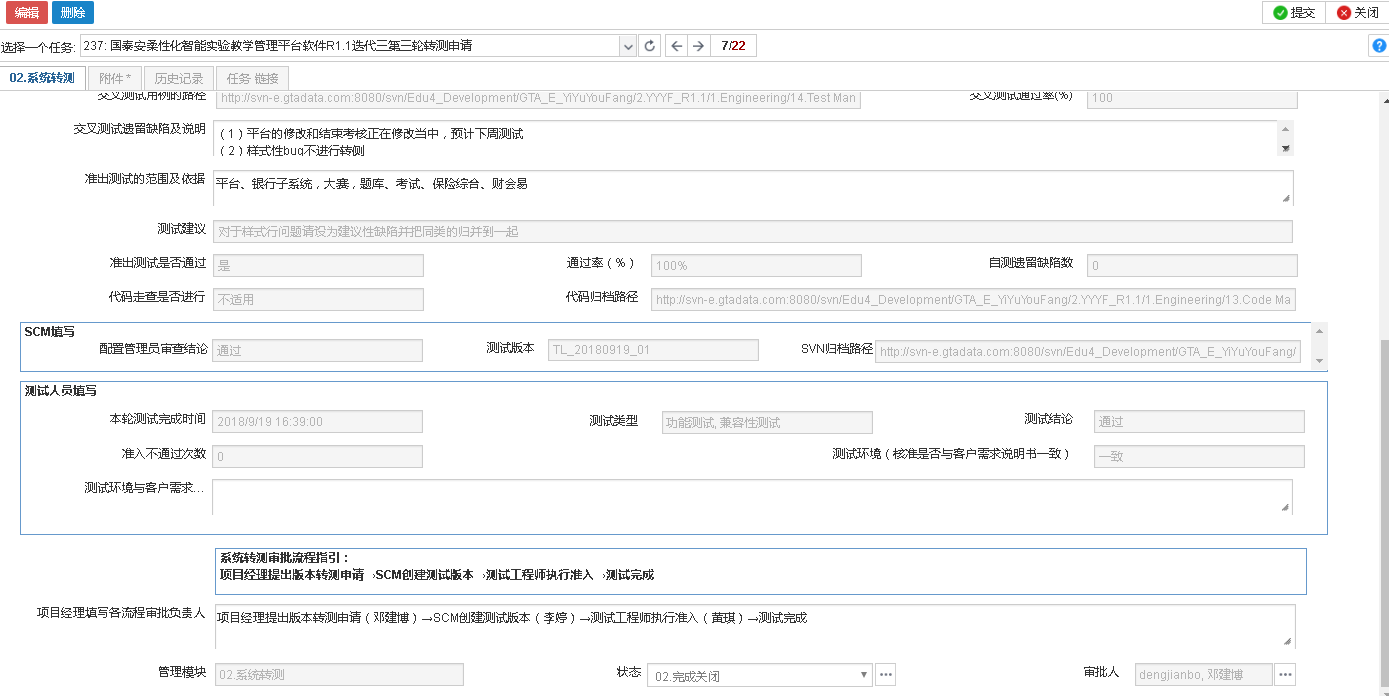 编辑 删除 提交 关闭
选择一个任务: 237: 国泰安柔性化智能实验教学管理平台软件R1.1迭代三第三轮转测申请 7/22
02.系统转测 附件* 历史记录 任务 链接
交叉测试用例的路径 http://svn-e.gtadata.com:8080/svn/Edu4_Development/GTA_E_YiYuYouFang/2.YYYF_R1.1/1.Engineering/14.Test Man 交叉测试通过率(%) 100
交叉测试遗留缺陷及说明 （1）平台的修改和结束考核正在修改当中，预计下周测试
（2）样式性bug不进行转侧
准出测试的范围及依据 平台、银行子系统，大赛，题库、考试、保险综合、财会易
测试建议 对于样式行问题请设为建议性缺陷并把同类的归并到一起
准出测试是否通过 是 通过率（%） 100% 自测遗留缺陷数 0
代码走查是否进行 不适用 代码归档路径 http://svn-e.gtadata.com:8080/svn/Edu4_Development/GTA_E_YiYuYouFang/2.YYYF_R1.1/1.Engineering/13.Code Ma
SCM填写
配置管理员审查结论 通过 测试版本 TL_20180919_01 SVN归档路径 http://svn-e.gtadata.com:8080/svn/Edu4_Development/GTA_E_YiYuYouFang/
测试人员填写
本轮测试完成时间 2018/9/19 16:39:00 测试类型 功能测试, 兼容性测试 测试结论 通过
准入不通过次数 0 测试环境（核准是否与客户需求说明书一致） 一致
测试环境与客户需求...
系统转测审批流程指引：
项目经理提出版本转测申请 →SCM创建测试版本 →测试工程师执行准入 →测试完成
项目经理填写各流程审批负责人 项目经理提出版本转测申请（邓建博）→SCM创建测试版本（李婷）→测试工程师执行准入（黄琪）→测试完成
管理模块 02.系统转测 状态 02.完成关闭 ... 审批人 dengjianbo, 邓建博 ...